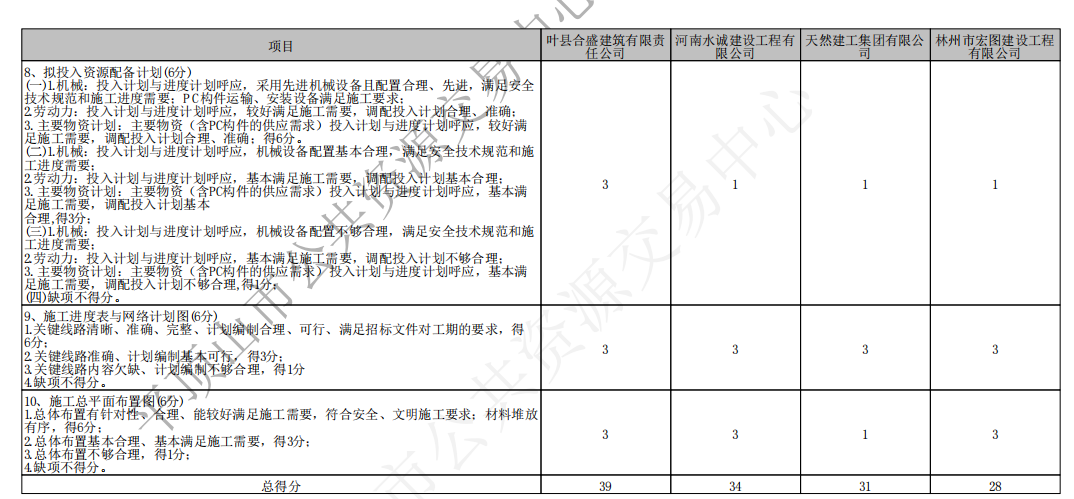 项目
叶县合盛建筑有限责
任公司
河南水诚建设工程有
限公司
天然建工集团有限公
司
林州市宏图建设工程
有限公司
8、拟投入资源配备计划(6分)
(一)1.机械：投入计划与进度计划呼应，采用先进机械设备且配置合理、先进，满足安全
技术规范和施工进度需要；PC构件运输、安装设备满足施工要求；
2.劳动力：投入计划与进度计划呼应，较好满足施工需要，调配投入计划合理、准确；
3.主要物资计划：主要物资（含PC构件的供应需求）投入计划与进度计划呼应，较好满
足施工需要，调配投入计划合理、准确；得6分。
(二)1.机械：投入计划与进度计划呼应，机械设备配置基本合理，满足安全技术规范和施
工进度需要；
2.劳动力：投入计划与进度计划呼应，基本满足施工需要，调配投入计划基本合理；
3.主要物资计划：主要物资（含PC构件的供应需求）投入计划与进度计划呼应，基本满
足施工需要，调配投入计划基本
合理,得3分；
(三)1.机械：投入计划与进度计划呼应，机械设备配置不够合理，满足安全技术规范和施
工进度需要；
2.劳动力：投入计划与进度计划呼应，基本满足施工需要，调配投入计划不够合理；
3.主要物资计划：主要物资（含PC构件的供应需求）投入计划与进度计划呼应，基本满
足施工需要，调配投入计划不够合理,得1分；
(四)缺项不得分。
3
1
1
1
9、施工进度表与网络计划图(6分)
1.关键线路清晰、准确、完整、计划编制合理、可行、满足招标文件对工期的要求，得
6分；
2.关键线路准确、计划编制基本可行，得3分；
3.关键线路内容欠缺、计划编制不够合理，得1分
4.缺项不得分。
3
3
3
3
10、施工总平面布置图(6分)
1.总体布置有针对性、合理、能较好满足施工需要，符合安全、文明施工要求；材料堆放
有序，得6分；
2.总体布置基本合理、基本满足施工需要，得3分；
3.总体布置不够合理，得1分；
4.缺项不得分。
3
3
1
3
总得分
39
34
31
28
平顶山市公共资源交易中心
市公共资源交易中心